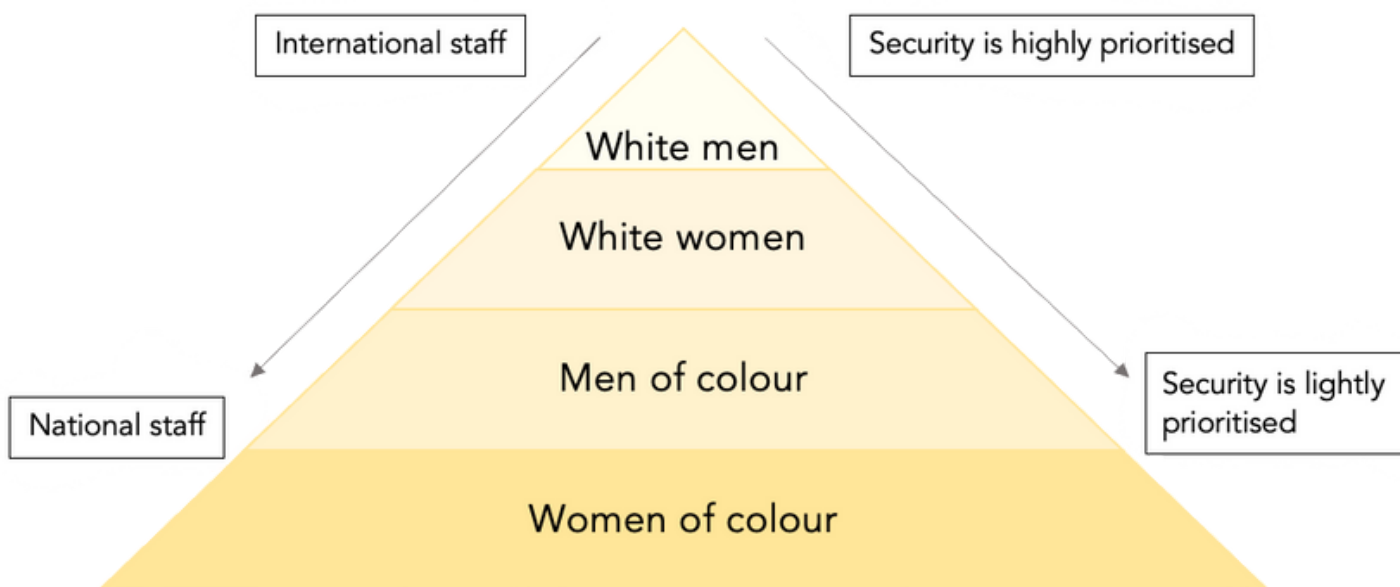 International staff
Security is highly prioritised
White men
White women
Men of colour
Security is lightly
prioritised
National staff
Women of colour